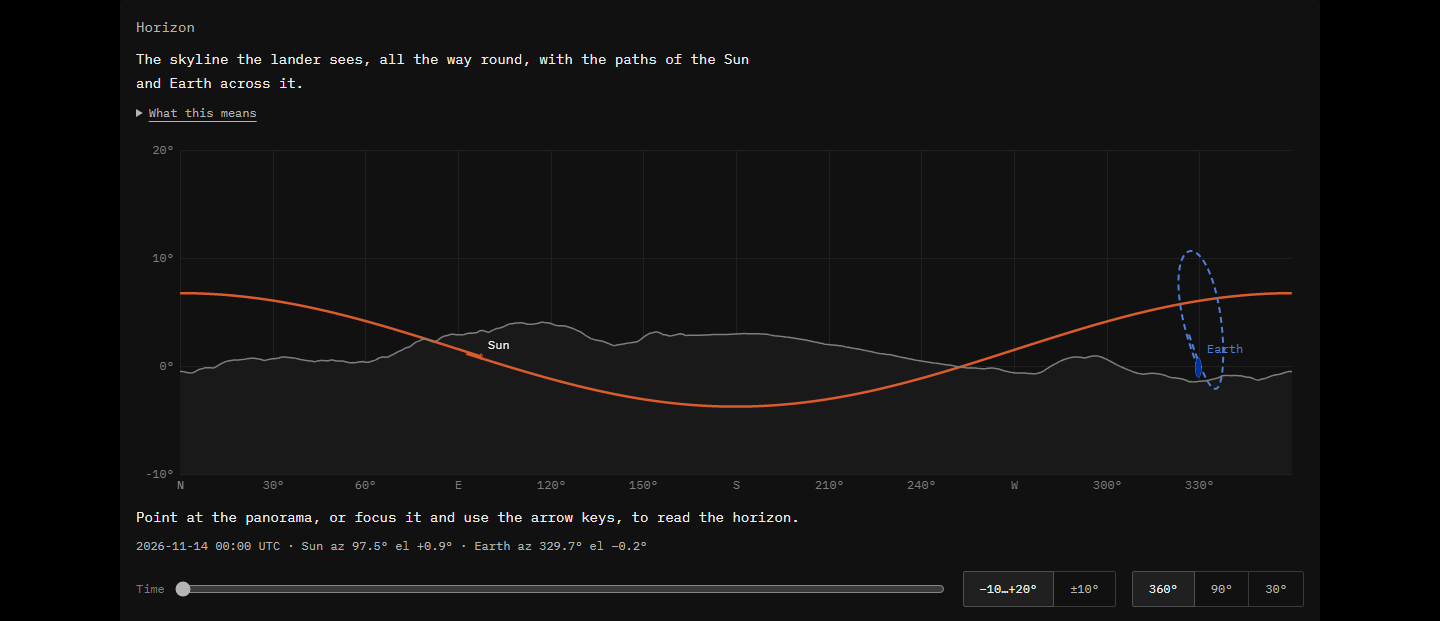 Horizon
The skyline the lander sees, all the way round, with the paths of the Sun
and Earth across it.
▶ What this means
20°
10°
0°
-10°
Sun
Earth
N 30° 60° E 120° 150° S 210° 240° W 300° 330°
Point at the panorama, or focus it and use the arrow keys, to read the horizon.
2026-11-14 00:00 UTC · Sun az 97.5° el +0.9° · Earth az 329.7° el −0.2°
Time −10…+20° ±10° 360° 90° 30°